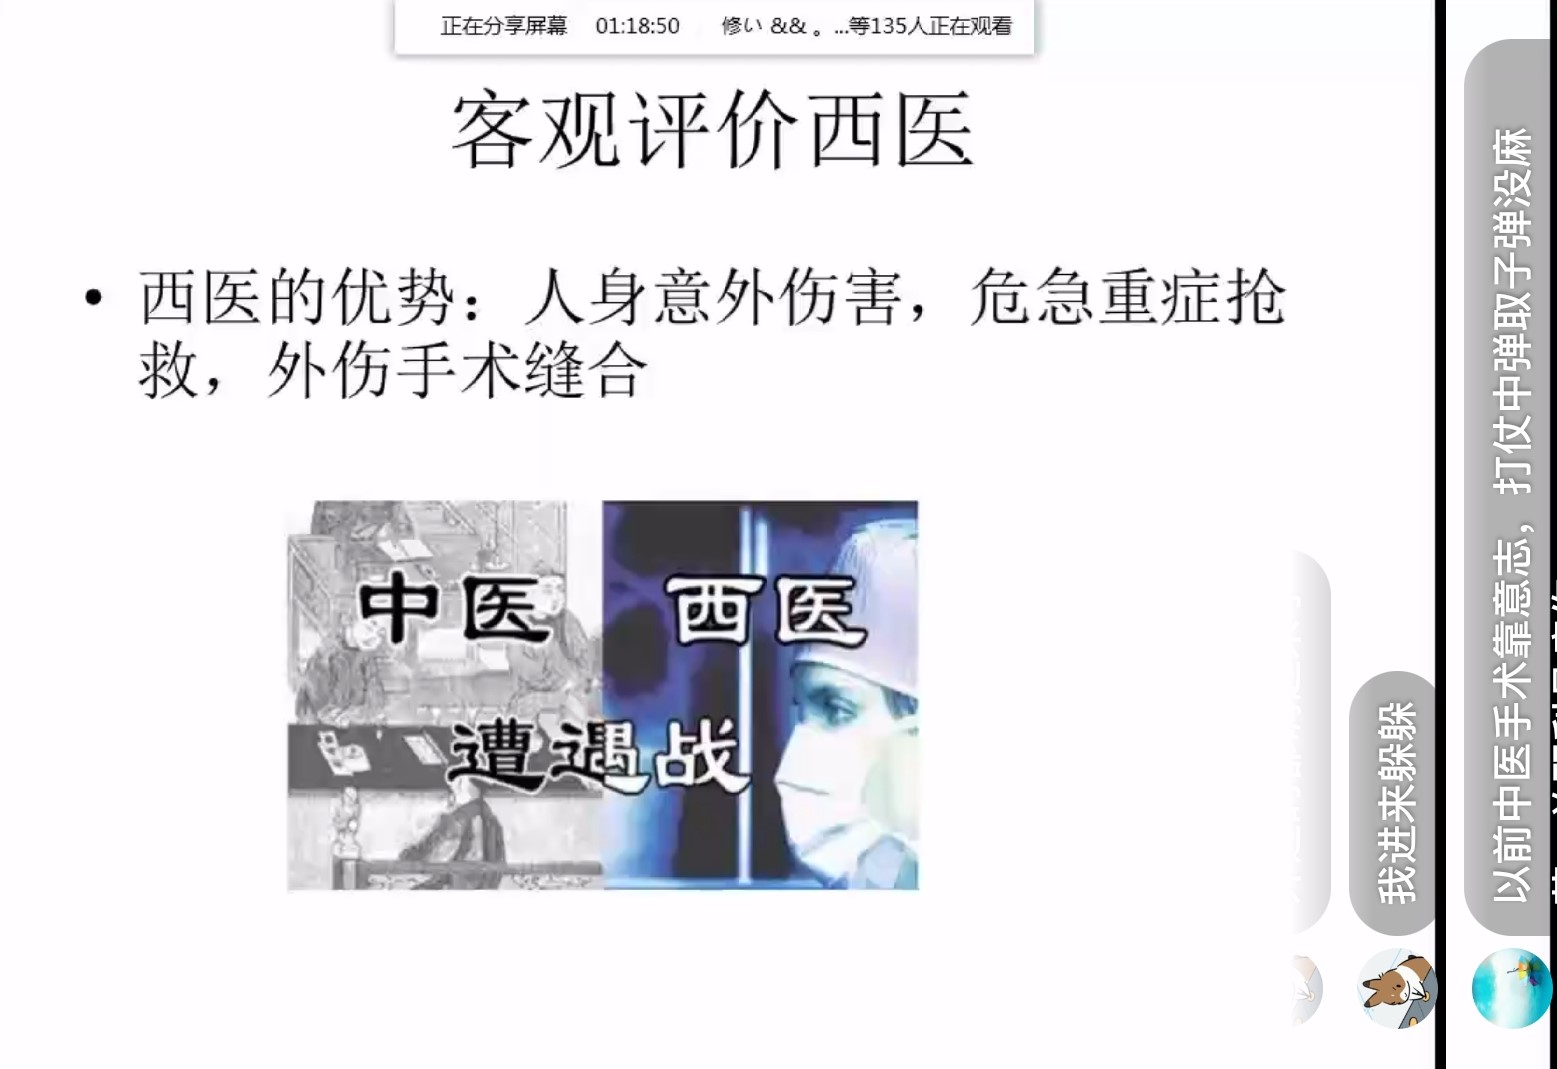 正在分享屏幕 01:18:50 修い && 。...等135人正在观看
客观评价西医
• 西医的优势：人身意外伤害，危急重症抢
救，外伤手术缝合
中医 西医
遭遇战
我进来躲躲
以前中医手术靠意志， 打仗中弹取子弹没麻